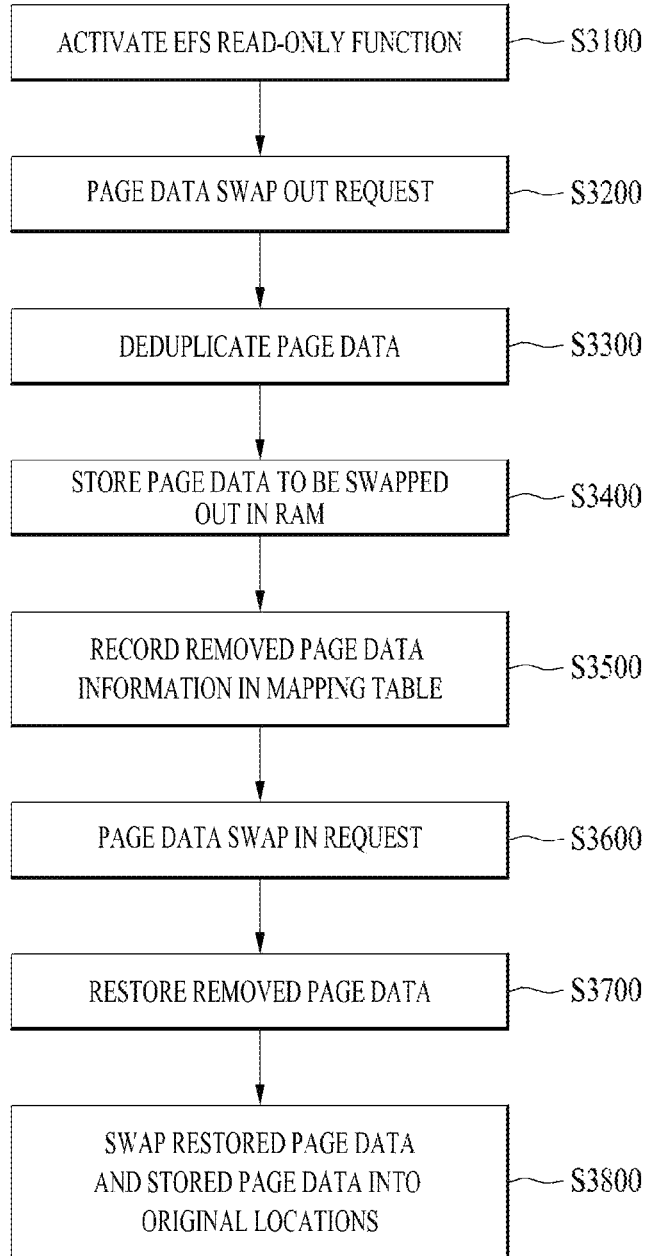 ACTIVATE EFS READ-ONLY FUNCTION
S3100
PAGE DATA SWAP OUT REQUEST
S3200
DEDUPLICATE PAGE DATA
S3300
STORE PAGE DATA TO BE SWAPPED
OUT IN RAM
S3400
RECORD REMOVED PAGE DATA
INFORMATION IN MAPPING TABLE
S3500
PAGE DATA SWAP IN REQUEST
S3600
RESTORE REMOVED PAGE DATA
S3700
SWAP RESTORED PAGE DATA
AND STORED PAGE DATA INTO
ORIGINAL LOCATIONS
S3800